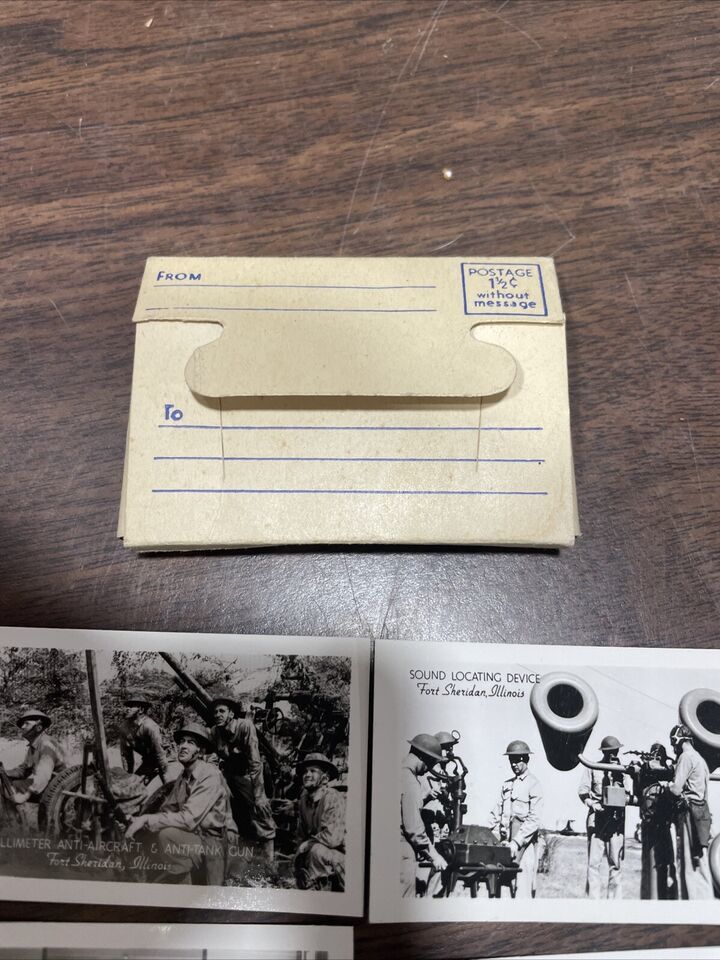 FROM
POSTAGE
1½¢
without
message
To
SOUND LOCATING DEVICE
Fort Sheridan, Illinois
LLIMETER ANTI-AIRCRAFT & ANTI-TANK GUN
Fort Sheridan, Illinois